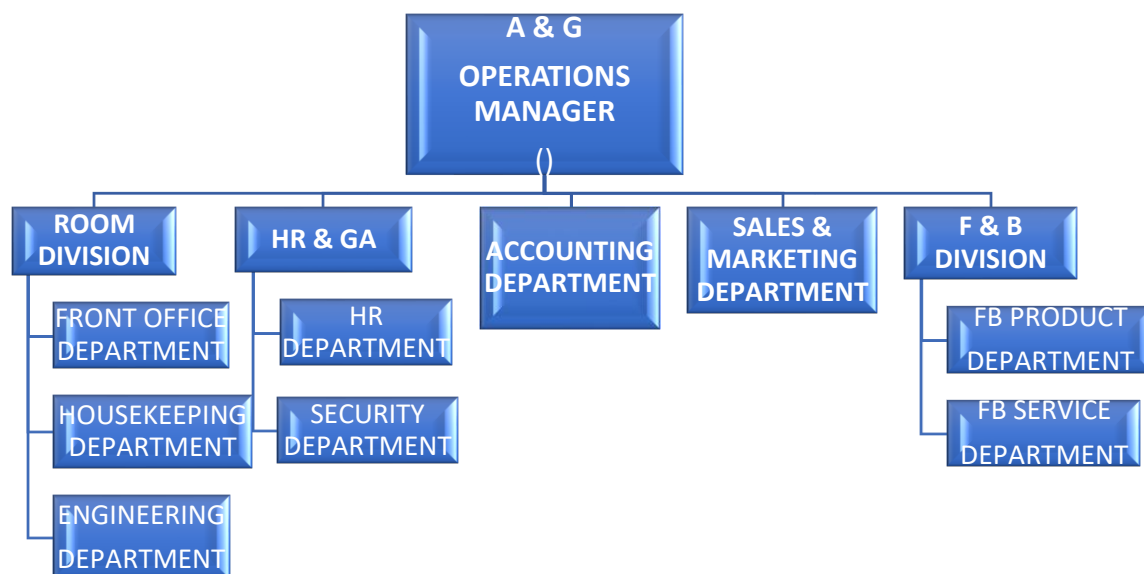 A & G
OPERATIONS
MANAGER
()
ROOM
DIVISION
HR & GA
ACCOUNTING
DEPARTMENT
SALES &
MARKETING
DEPARTMENT
F & B
DIVISION
FRONT OFFICE
DEPARTMENT
HOUSEKEEPING
DEPARTMENT
ENGINEERING
DEPARTMENT
HR
DEPARTMENT
SECURITY
DEPARTMENT
FB PRODUCT
DEPARTMENT
FB SERVICE
DEPARTMENT